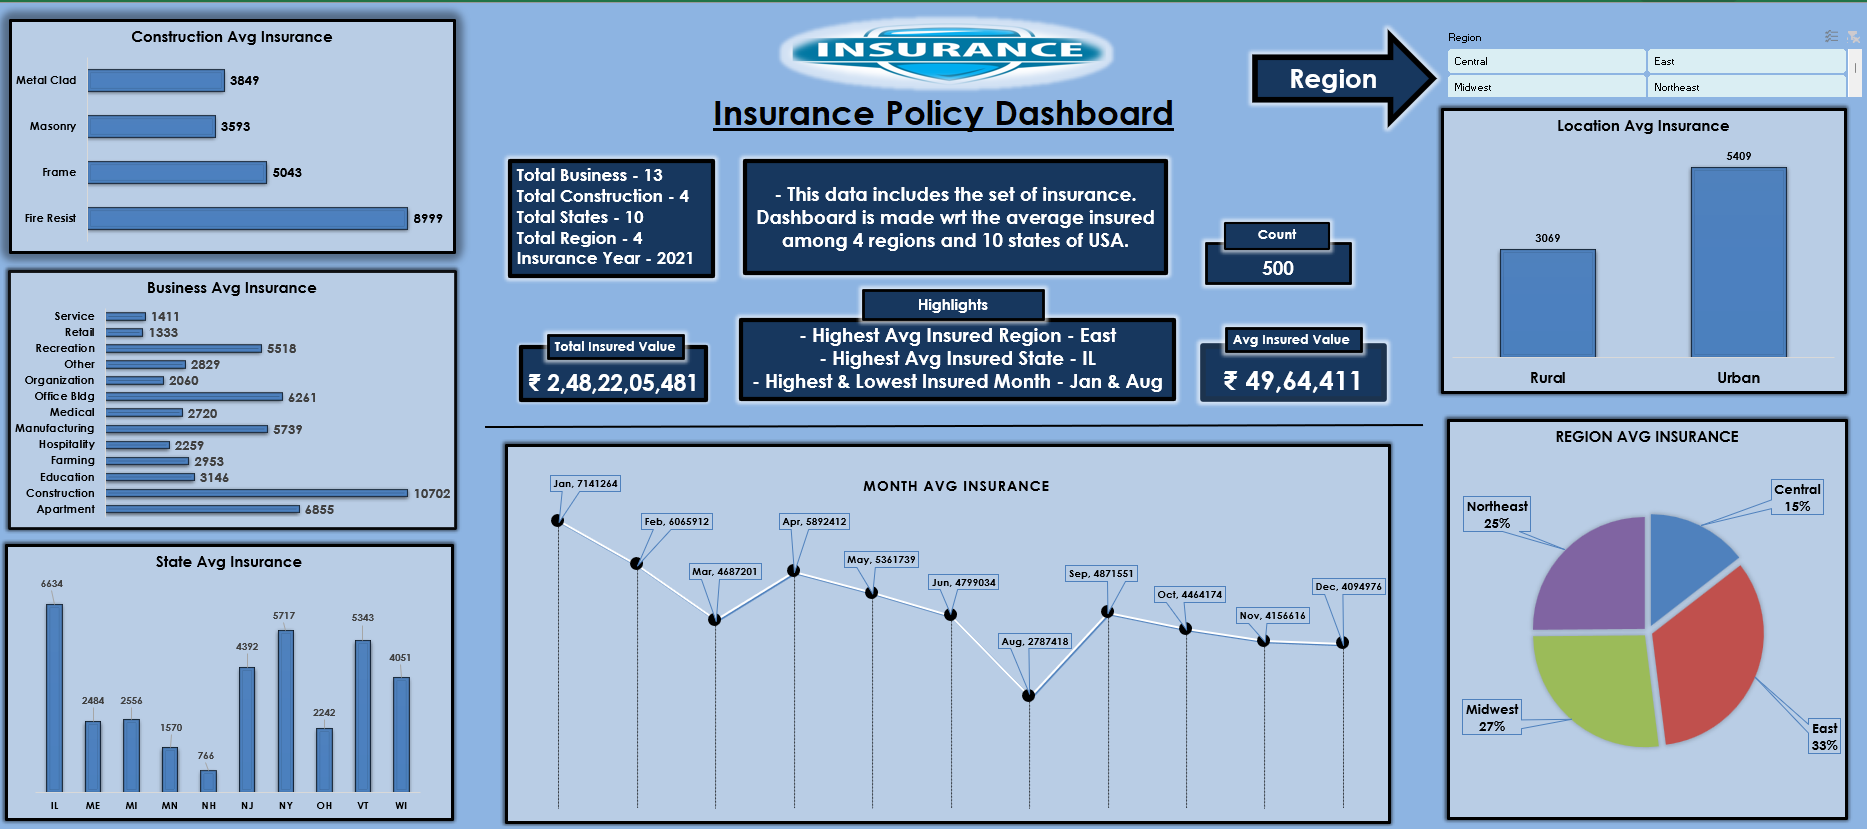 Construction Avg Insurance
Metal Clad
3849
Masonry
3593
Frame
5043
Fire Resist
8999
Business Avg Insurance
Service
1411
Retail
1333
Recreation
5518
Other
2829
Organization
2060
Office Bldg
6261
Medical
2720
Manufacturing
5739
Hospitality
2259
Farming
2953
Education
3146
Construction
10702
Apartment
6855
State Avg Insurance
6634
2484
2556
1570
766
4392
5717
2242
5343
4051
IL ME MI MN NH NJ NY OH VT WI
INSURANCE
Insurance Policy Dashboard
Total Business - 13
Total Construction - 4
Total States - 10
Total Region - 4
Insurance Year - 2021
- This data includes the set of insurance.
Dashboard is made wrt the average insured
among 4 regions and 10 states of USA.
Count
500
Highlights
- Highest Avg Insured Region - East
- Highest Avg Insured State - IL
- Highest & Lowest Insured Month - Jan & Aug
Total Insured Value
₹ 2,48,22,05,481
Avg Insured Value
₹ 49,64,411
MONTH AVG INSURANCE
Jan, 7141264
Feb, 6065912
Mar, 4687201
Apr, 5892412
May, 5361739
Jun, 4799034
Aug, 2787418
Sep, 4871551
Oct, 4464174
Nov, 4156616
Dec, 4094976
Region
Region
Central
East
Midwest
Northeast
Location Avg Insurance
3069
5409
Rural
Urban
REGION AVG INSURANCE
Central
15%
Northeast
25%
Midwest
27%
East
33%